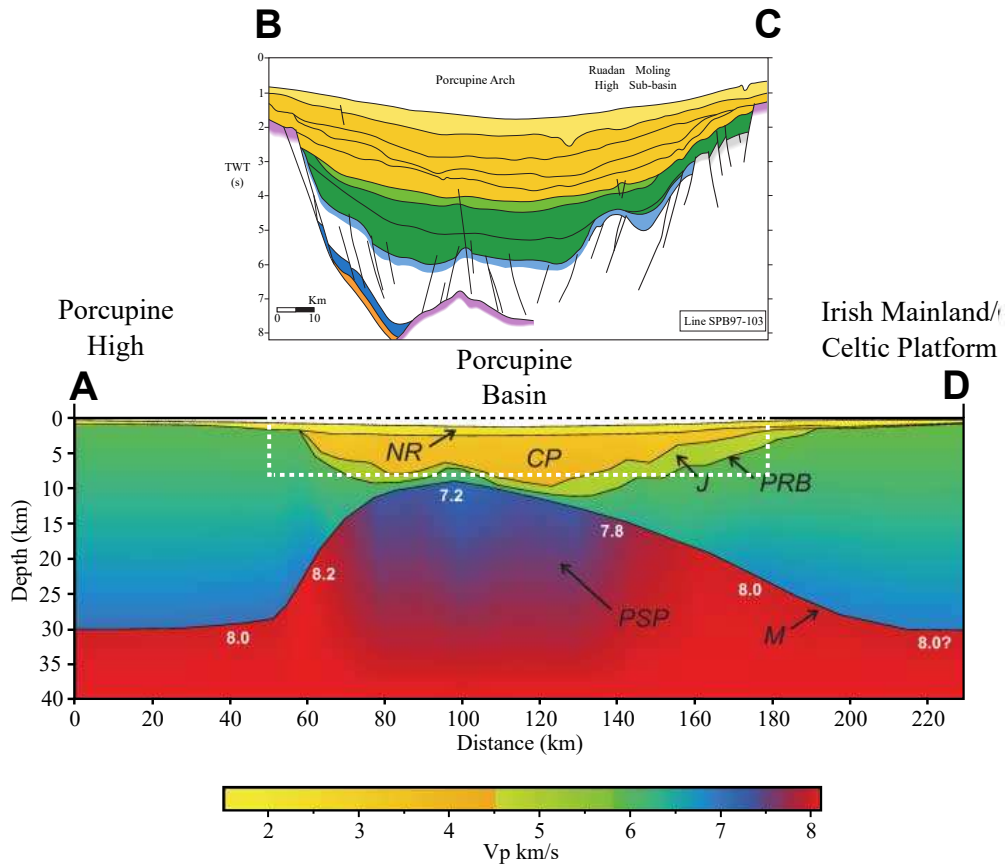 B
C
0
1
2
3
4
5
6
7
8
TWT
(s)
Porcupine Arch
Ruadan
High
Moling
Sub-basin
Km
0 10
Line SPB97-103
Porcupine
High
Porcupine
Basin
Irish Mainland/
Celtic Platform
A
D
0
5
10
15
20
25
30
35
40
Depth (km)
NR
CP
J
PRB
7.2
7.8
8.2
8.0
PSP
M
8.0
8.0?
0 20 40 60 80 100 120 140 160 180 200 220
Distance (km)
2 3 4 5 6 7 8
Vp km/s